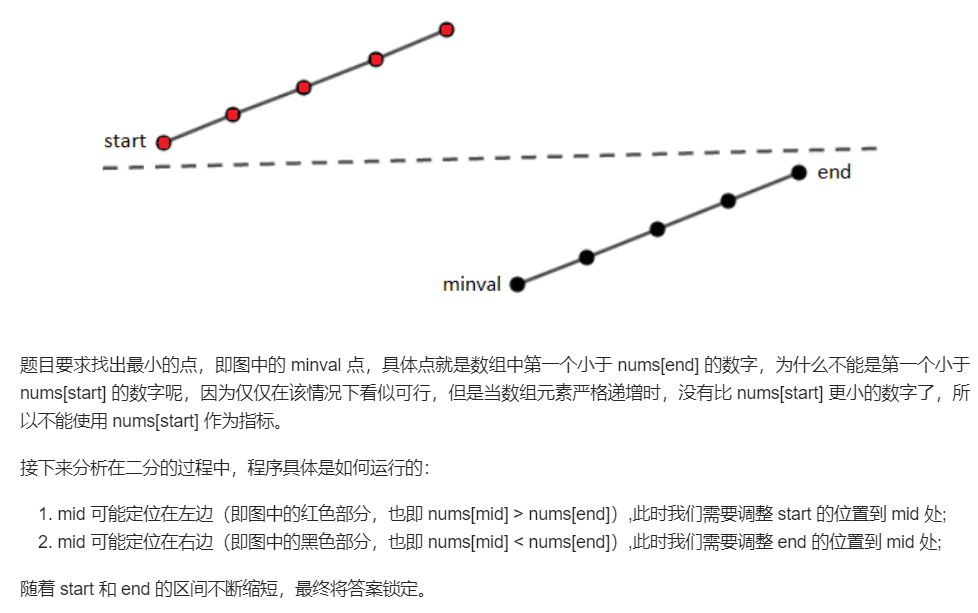 start
end
minval
题目要求找出最小的点，即图中的 minval 点，具体点就是数组中第一个小于 nums[end] 的数字，为什么不能是第一个小于
nums[start] 的数字呢，因为仅仅在该情况下看似可行，但是当数组元素严格递增时，没有比 nums[start] 更小的数字了，所
以不能使用 nums[start] 作为指标。
接下来分析在二分的过程中，程序具体是如何运行的：
1. mid 可能定位在左边（即图中的红色部分，也即 nums[mid] > nums[end]）,此时我们需要调整 start 的位置到 mid 处;
2. mid 可能定位在右边（即图中的黑色部分，也即 nums[mid] < nums[end]）,此时我们需要调整 end 的位置到 mid 处;
随着 start 和 end 的区间不断缩短，最终将答案锁定。